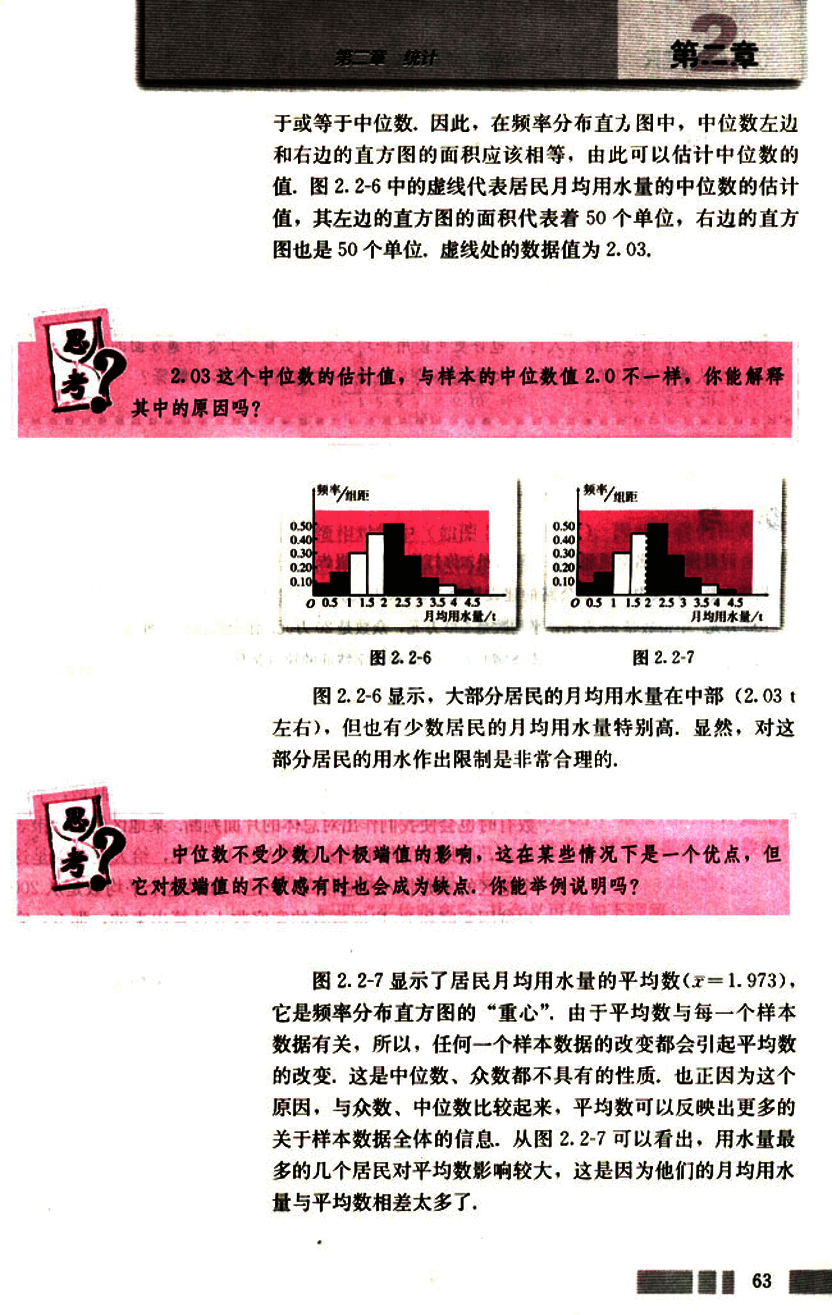 第二章 统计
第二章
于或等于中位数. 因此，在频率分布直方图中，中位数左边
和右边的直方图的面积应该相等，由此可以估计中位数的
值. 图 2.2-6 中的虚线代表居民月均用水量的中位数的估计
值，其左边的直方图的面积代表着 50 个单位，右边的直方
图也是 50 个单位. 虚线处的数据值为 2.03.
思考?
2.03 这个中位数的估计值，与样本的中位数值 2.0 不一样，你能解释
其中的原因吗?
频率/组距
0.50
0.40
0.30
0.20
0.10
0 0.5 1 1.5 2 2.5 3 3.5 4 4.5
月均用水量/t
图 2.2-6
频率/组距
0.50
0.40
0.30
0.20
0.10
0 0.5 1 1.5 2 2.5 3 3.5 4 4.5
月均用水量/t
图 2.2-7
图 2.2-6 显示，大部分居民的月均用水量在中部（2.03 t
左右），但也有少数居民的月均用水量特别高. 显然，对这
部分居民的用水作出限制是非常合理的.
思考?
中位数不受少数几个极端值的影响，这在某些情况下是一个优点，但
它对极端值的不敏感有时也会成为缺点. 你能举例说明吗?
图 2.2-7 显示了居民月均用水量的平均数(x̄＝1.973)，
它是频率分布直方图的“重心”. 由于平均数与每一个样本
数据有关，所以，任何一个样本数据的改变都会引起平均数
的改变. 这是中位数、众数都不具有的性质. 也正因为这个
原因，与众数、中位数比较起来，平均数可以反映出更多的
关于样本数据全体的信息. 从图 2.2-7 可以看出，用水量最
多的几个居民对平均数影响较大，这是因为他们的月均用水
量与平均数相差太多了.
63